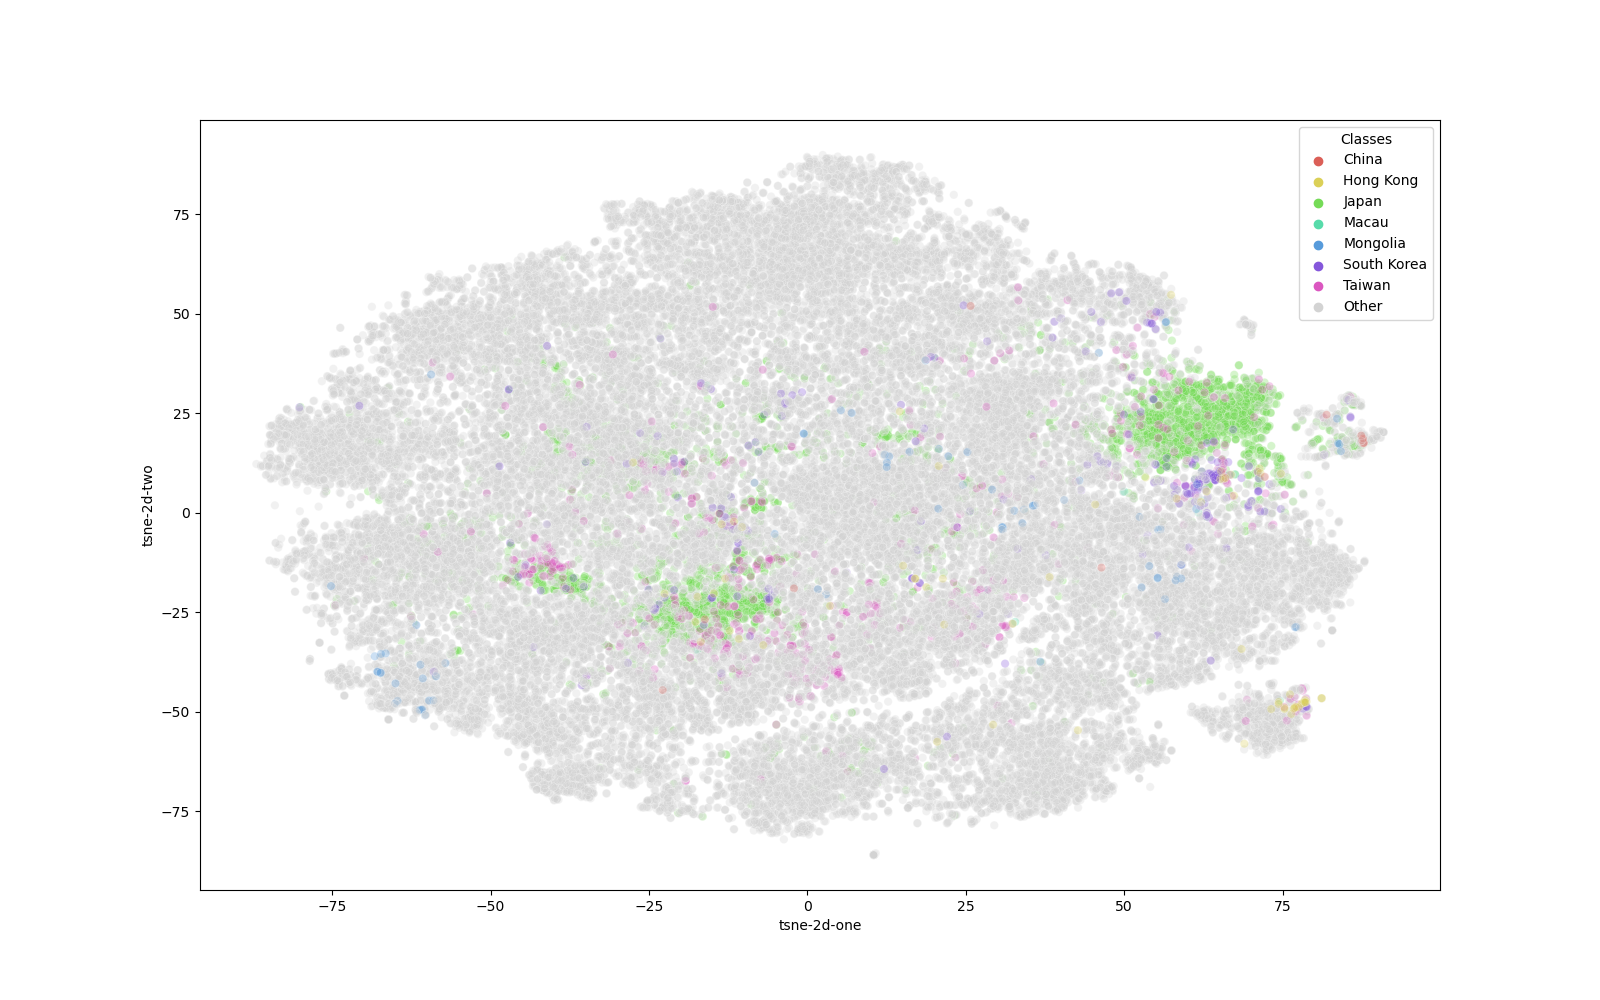 Classes
China
Hong Kong
Japan
Macau
Mongolia
South Korea
Taiwan
Other
75
50
25
0
−25
−50
−75
tsne-2d-two
−75 −50 −25 0 25 50 75
tsne-2d-one